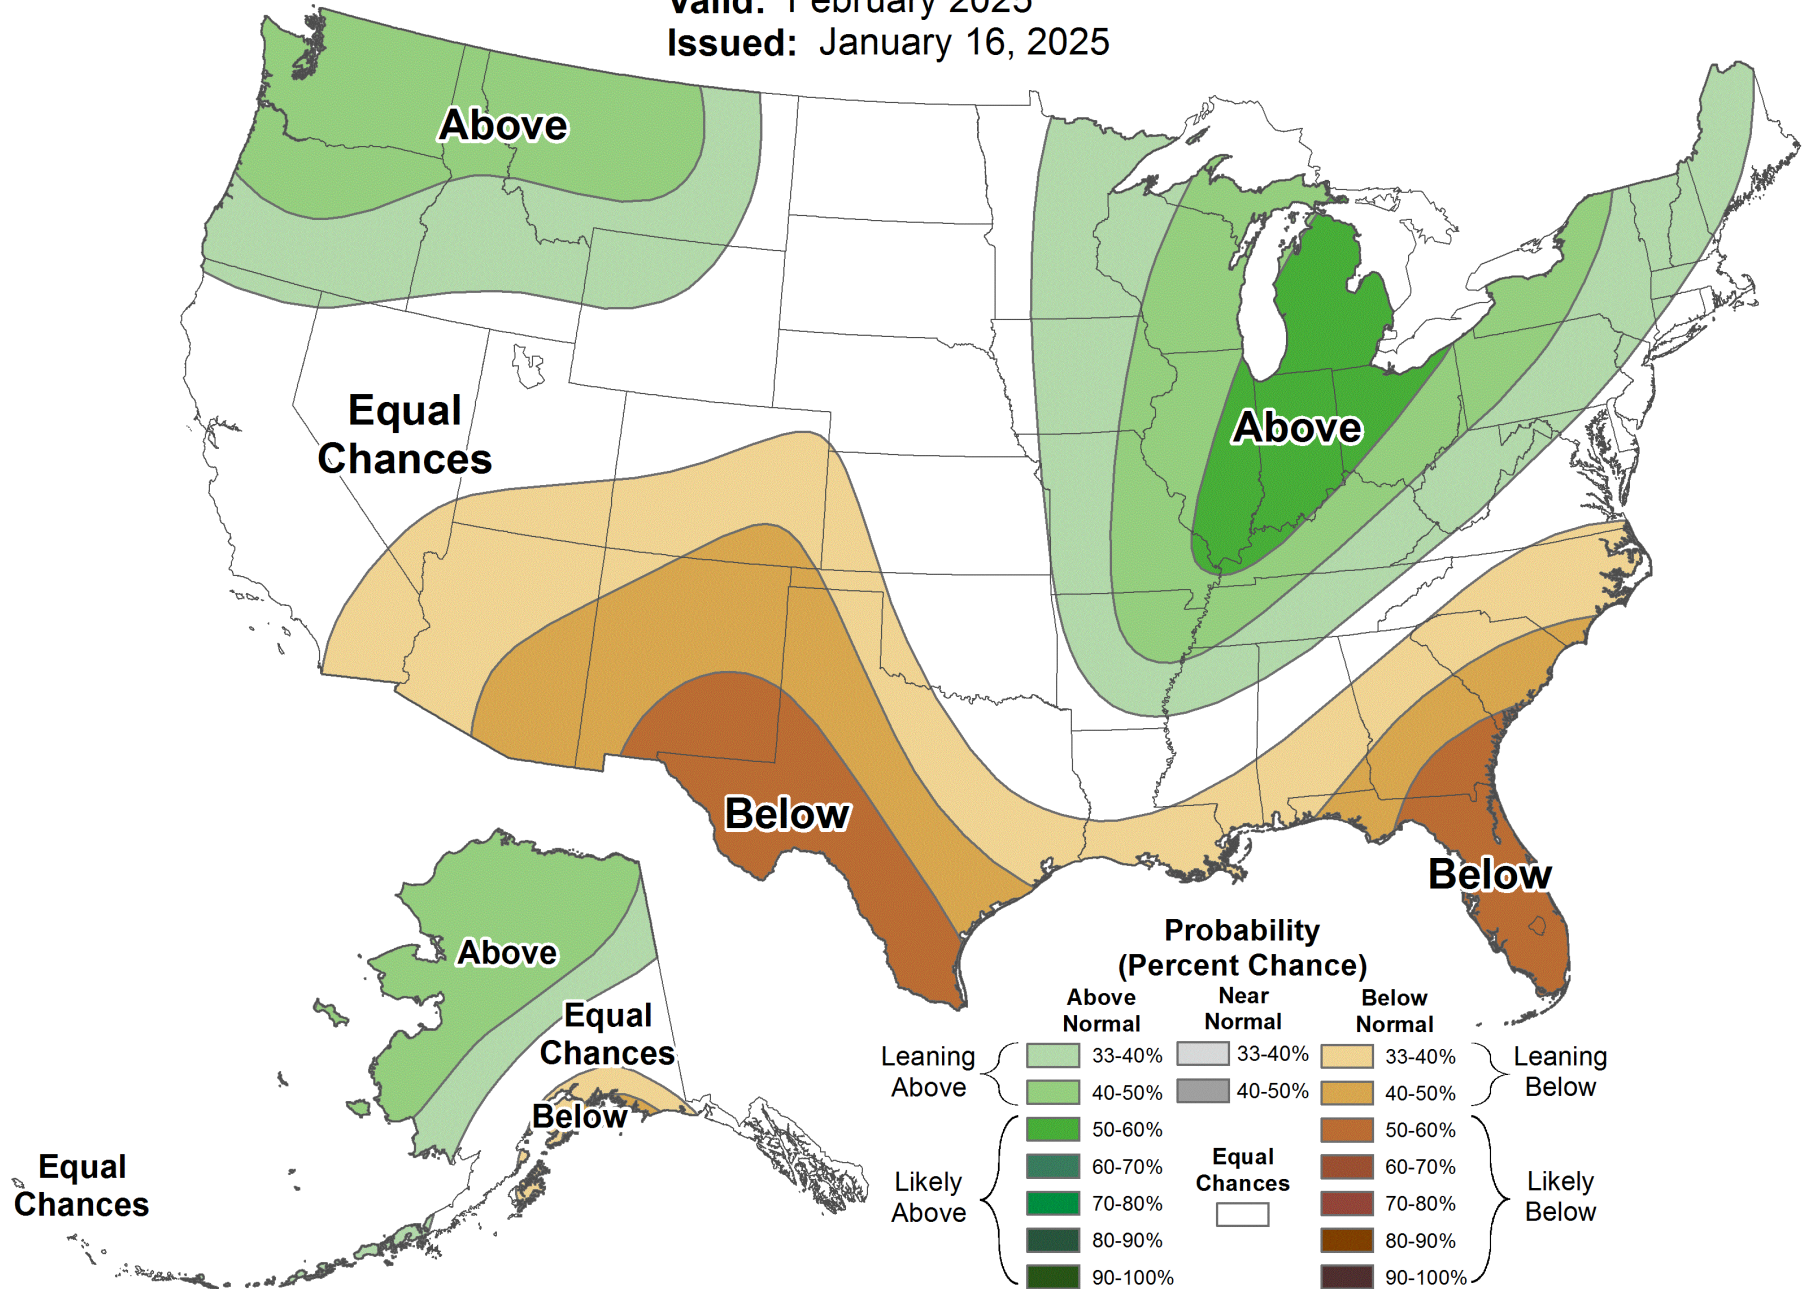 Valid: February 2025
Issued: January 16, 2025
Above
Equal
Chances
Above
Below
Below
Above
Equal
Chances
Below
Equal
Chances
Probability
(Percent Chance)
Above
Normal
Near
Normal
Below
Normal
Leaning
Above
33-40%
33-40%
33-40%
Leaning
Below
40-50%
40-50%
40-50%
50-60%
50-60%
Likely
Above
60-70%
Equal
Chances
60-70%
Likely
Below
70-80%
70-80%
80-90%
80-90%
90-100%
90-100%